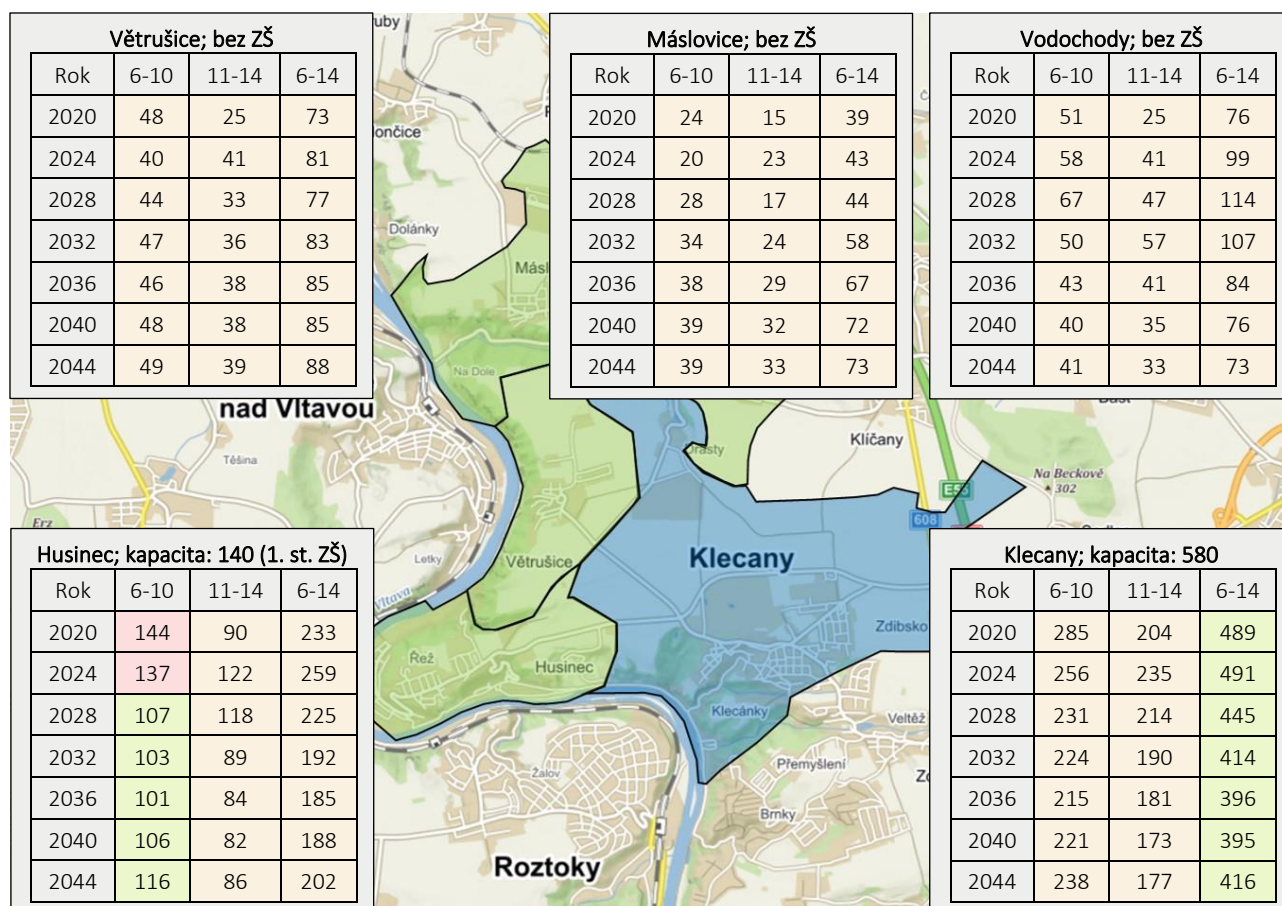 Větrušice; bez ZŠ
Rok 6-10 11-14 6-14
2020 48 25 73
2024 40 41 81
2028 44 33 77
2032 47 36 83
2036 46 38 85
2040 48 38 85
2044 49 39 88
Máslovice; bez ZŠ
Rok 6-10 11-14 6-14
2020 24 15 39
2024 20 23 43
2028 28 17 44
2032 34 24 58
2036 38 29 67
2040 39 32 72
2044 39 33 73
Vodochody; bez ZŠ
Rok 6-10 11-14 6-14
2020 51 25 76
2024 58 41 99
2028 67 47 114
2032 50 57 107
2036 43 41 84
2040 40 35 76
2044 41 33 73
Dolánky
Na Dole
nad Vltavou
Klíčany
Těšina
Na Beckově
302
E55
608
Erz
Letky
Větrušice
Klecany
Vltava
Zdibsko
Řež
Husinec
Klecánky
Veltěž
Přemyšlení
Žalov
Brnky
Roztoky
Husinec; kapacita: 140 (1. st. ZŠ)
Rok 6-10 11-14 6-14
2020 144 90 233
2024 137 122 259
2028 107 118 225
2032 103 89 192
2036 101 84 185
2040 106 82 188
2044 116 86 202
Klecany; kapacita: 580
Rok 6-10 11-14 6-14
2020 285 204 489
2024 256 235 491
2028 231 214 445
2032 224 190 414
2036 215 181 396
2040 221 173 395
2044 238 177 416